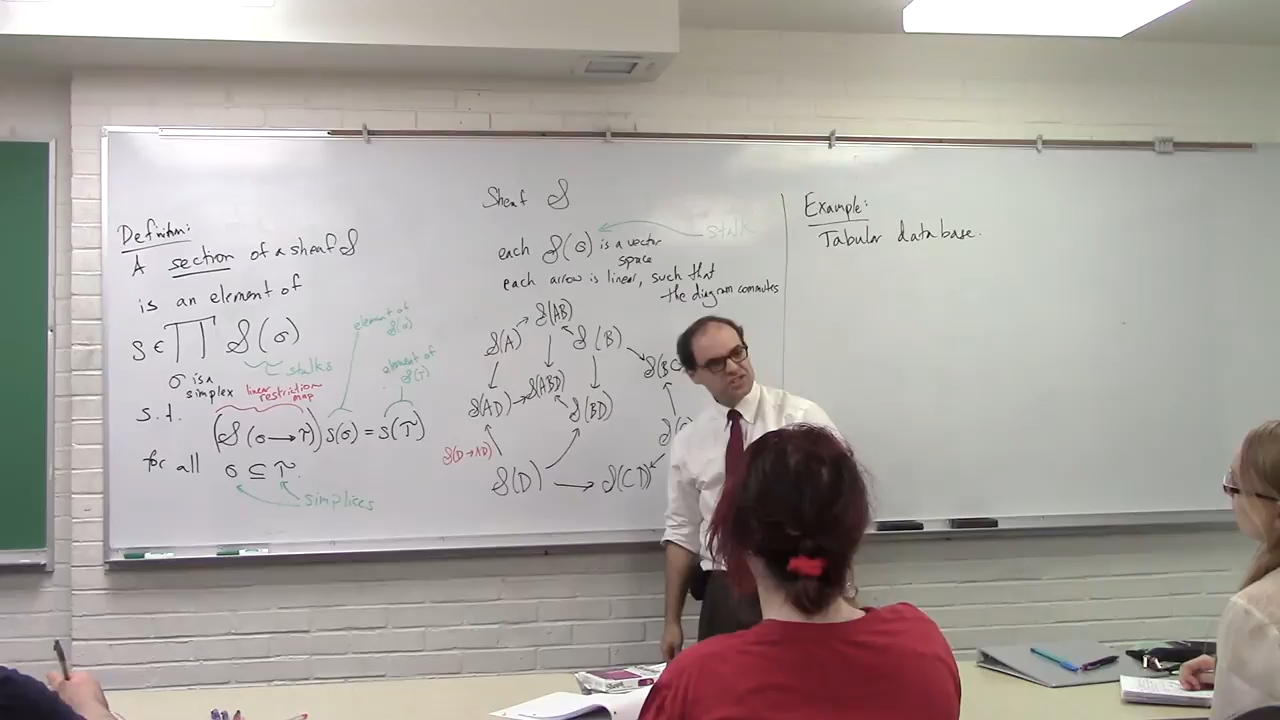 Definition:
A section of a sheaf 𝒮
is an element of
s ∈ ∏ 𝒮(σ)
stalks
σ is a
simplex
linear
restriction
map
element of
𝒮(σ)
element of
𝒮(τ)
s.t.
(𝒮(σ→τ)) s(σ) = s(τ)
for all σ ⊆ τ.
simplices
Sheaf 𝒮
each 𝒮(σ) is a vector
space
stalk
each arrow is linear, such that
the diagram commutes
𝒮(AB)
𝒮(A) 𝒮(B)
𝒮(ABD)
𝒮(AD) 𝒮(BD)
𝒮(D→AD)
𝒮(D) → 𝒮(CD)
Example:
Tabular database.